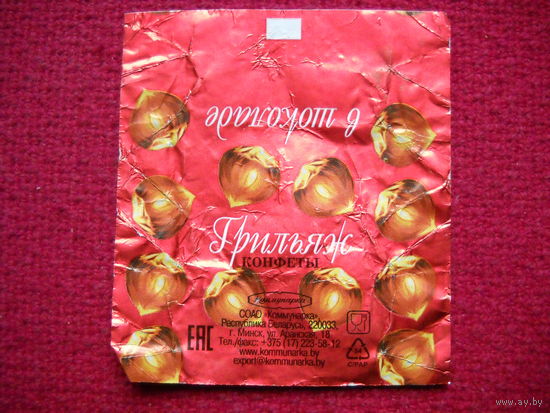 в шоколаде
Грильяж
КОНФЕТЫ
Коммунарка
СОАО «Коммунарка»,
Республика Беларусь, 220033,
г. Минск, ул. Аранская, 18
Тел./факс: +375 (17) 223-58-12
www.kommunarka.by
export@kommunarka.by
EAC
84
C/PAP
www.ay.by